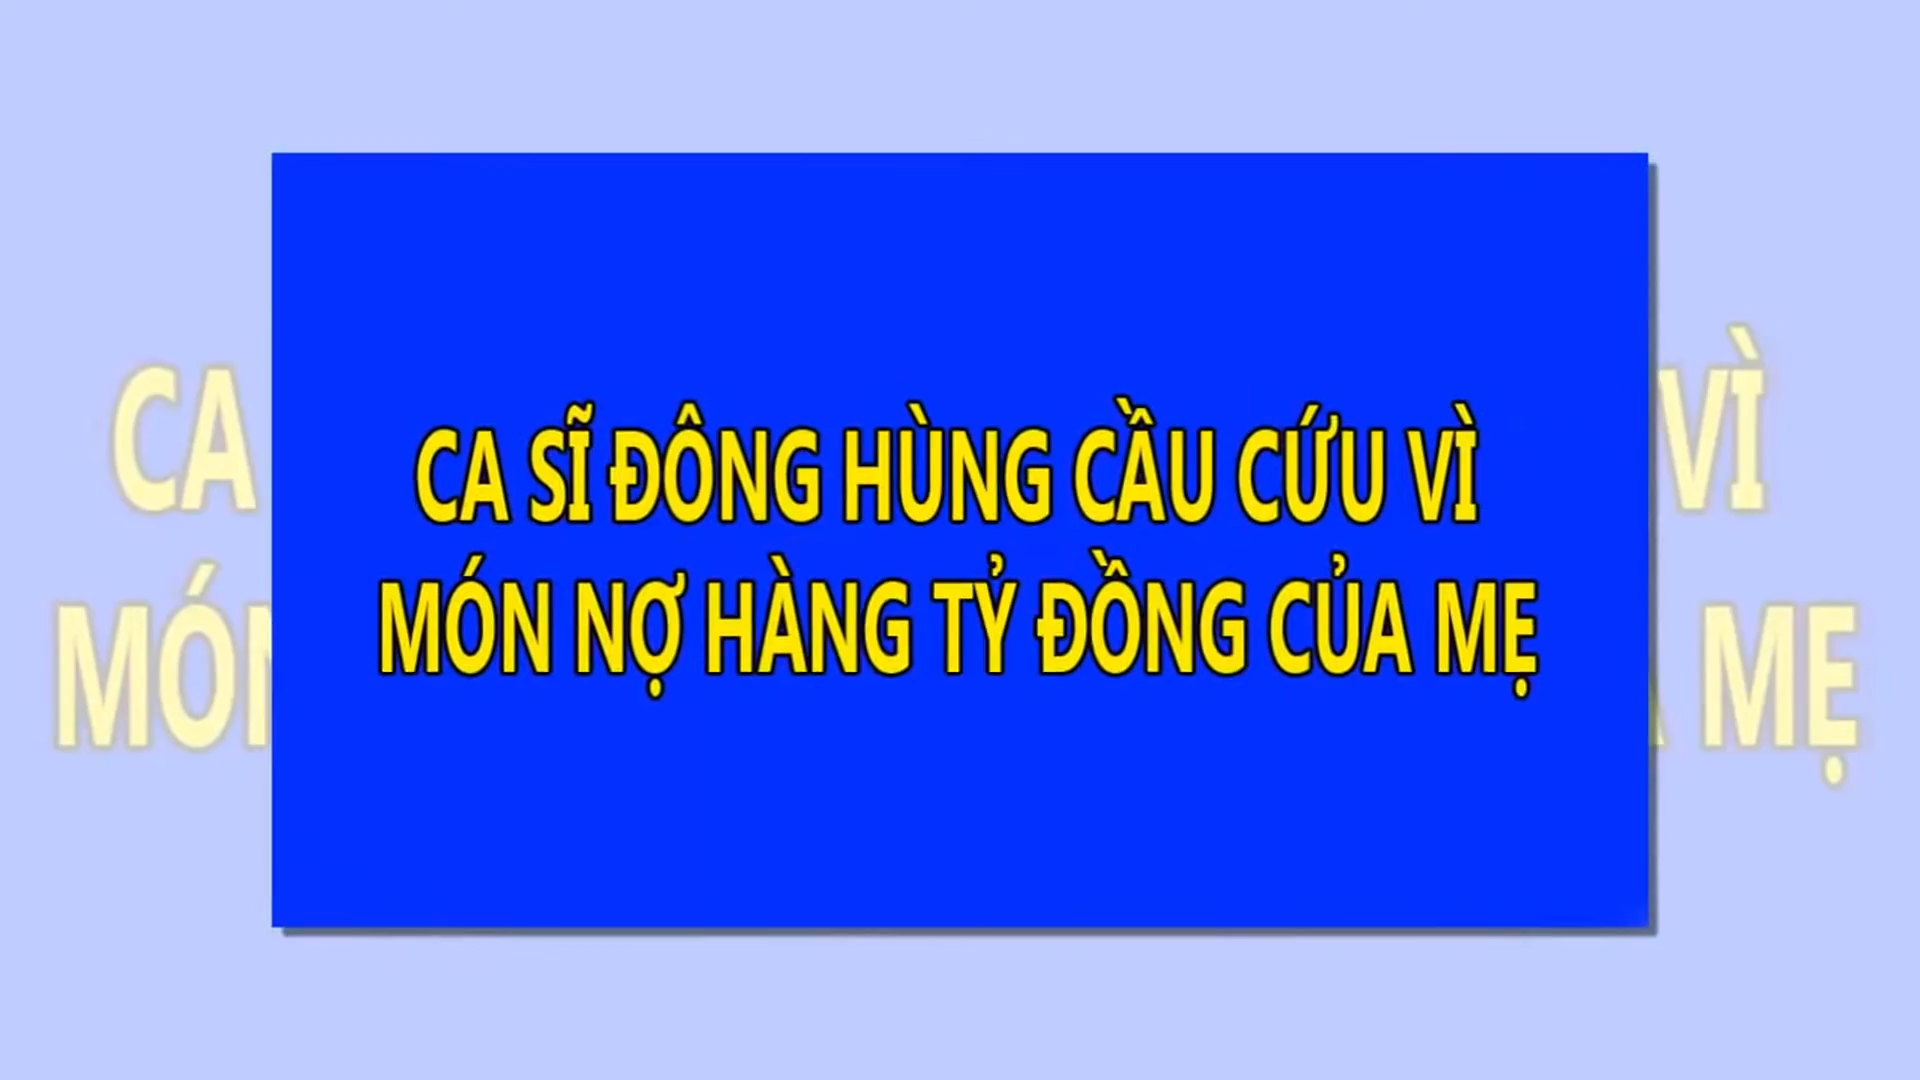 CA SĨ ĐÔNG HÙNG CẦU CỨU VÌ
MÓN NỢ HÀNG TỶ ĐỒNG CỦA MẸ